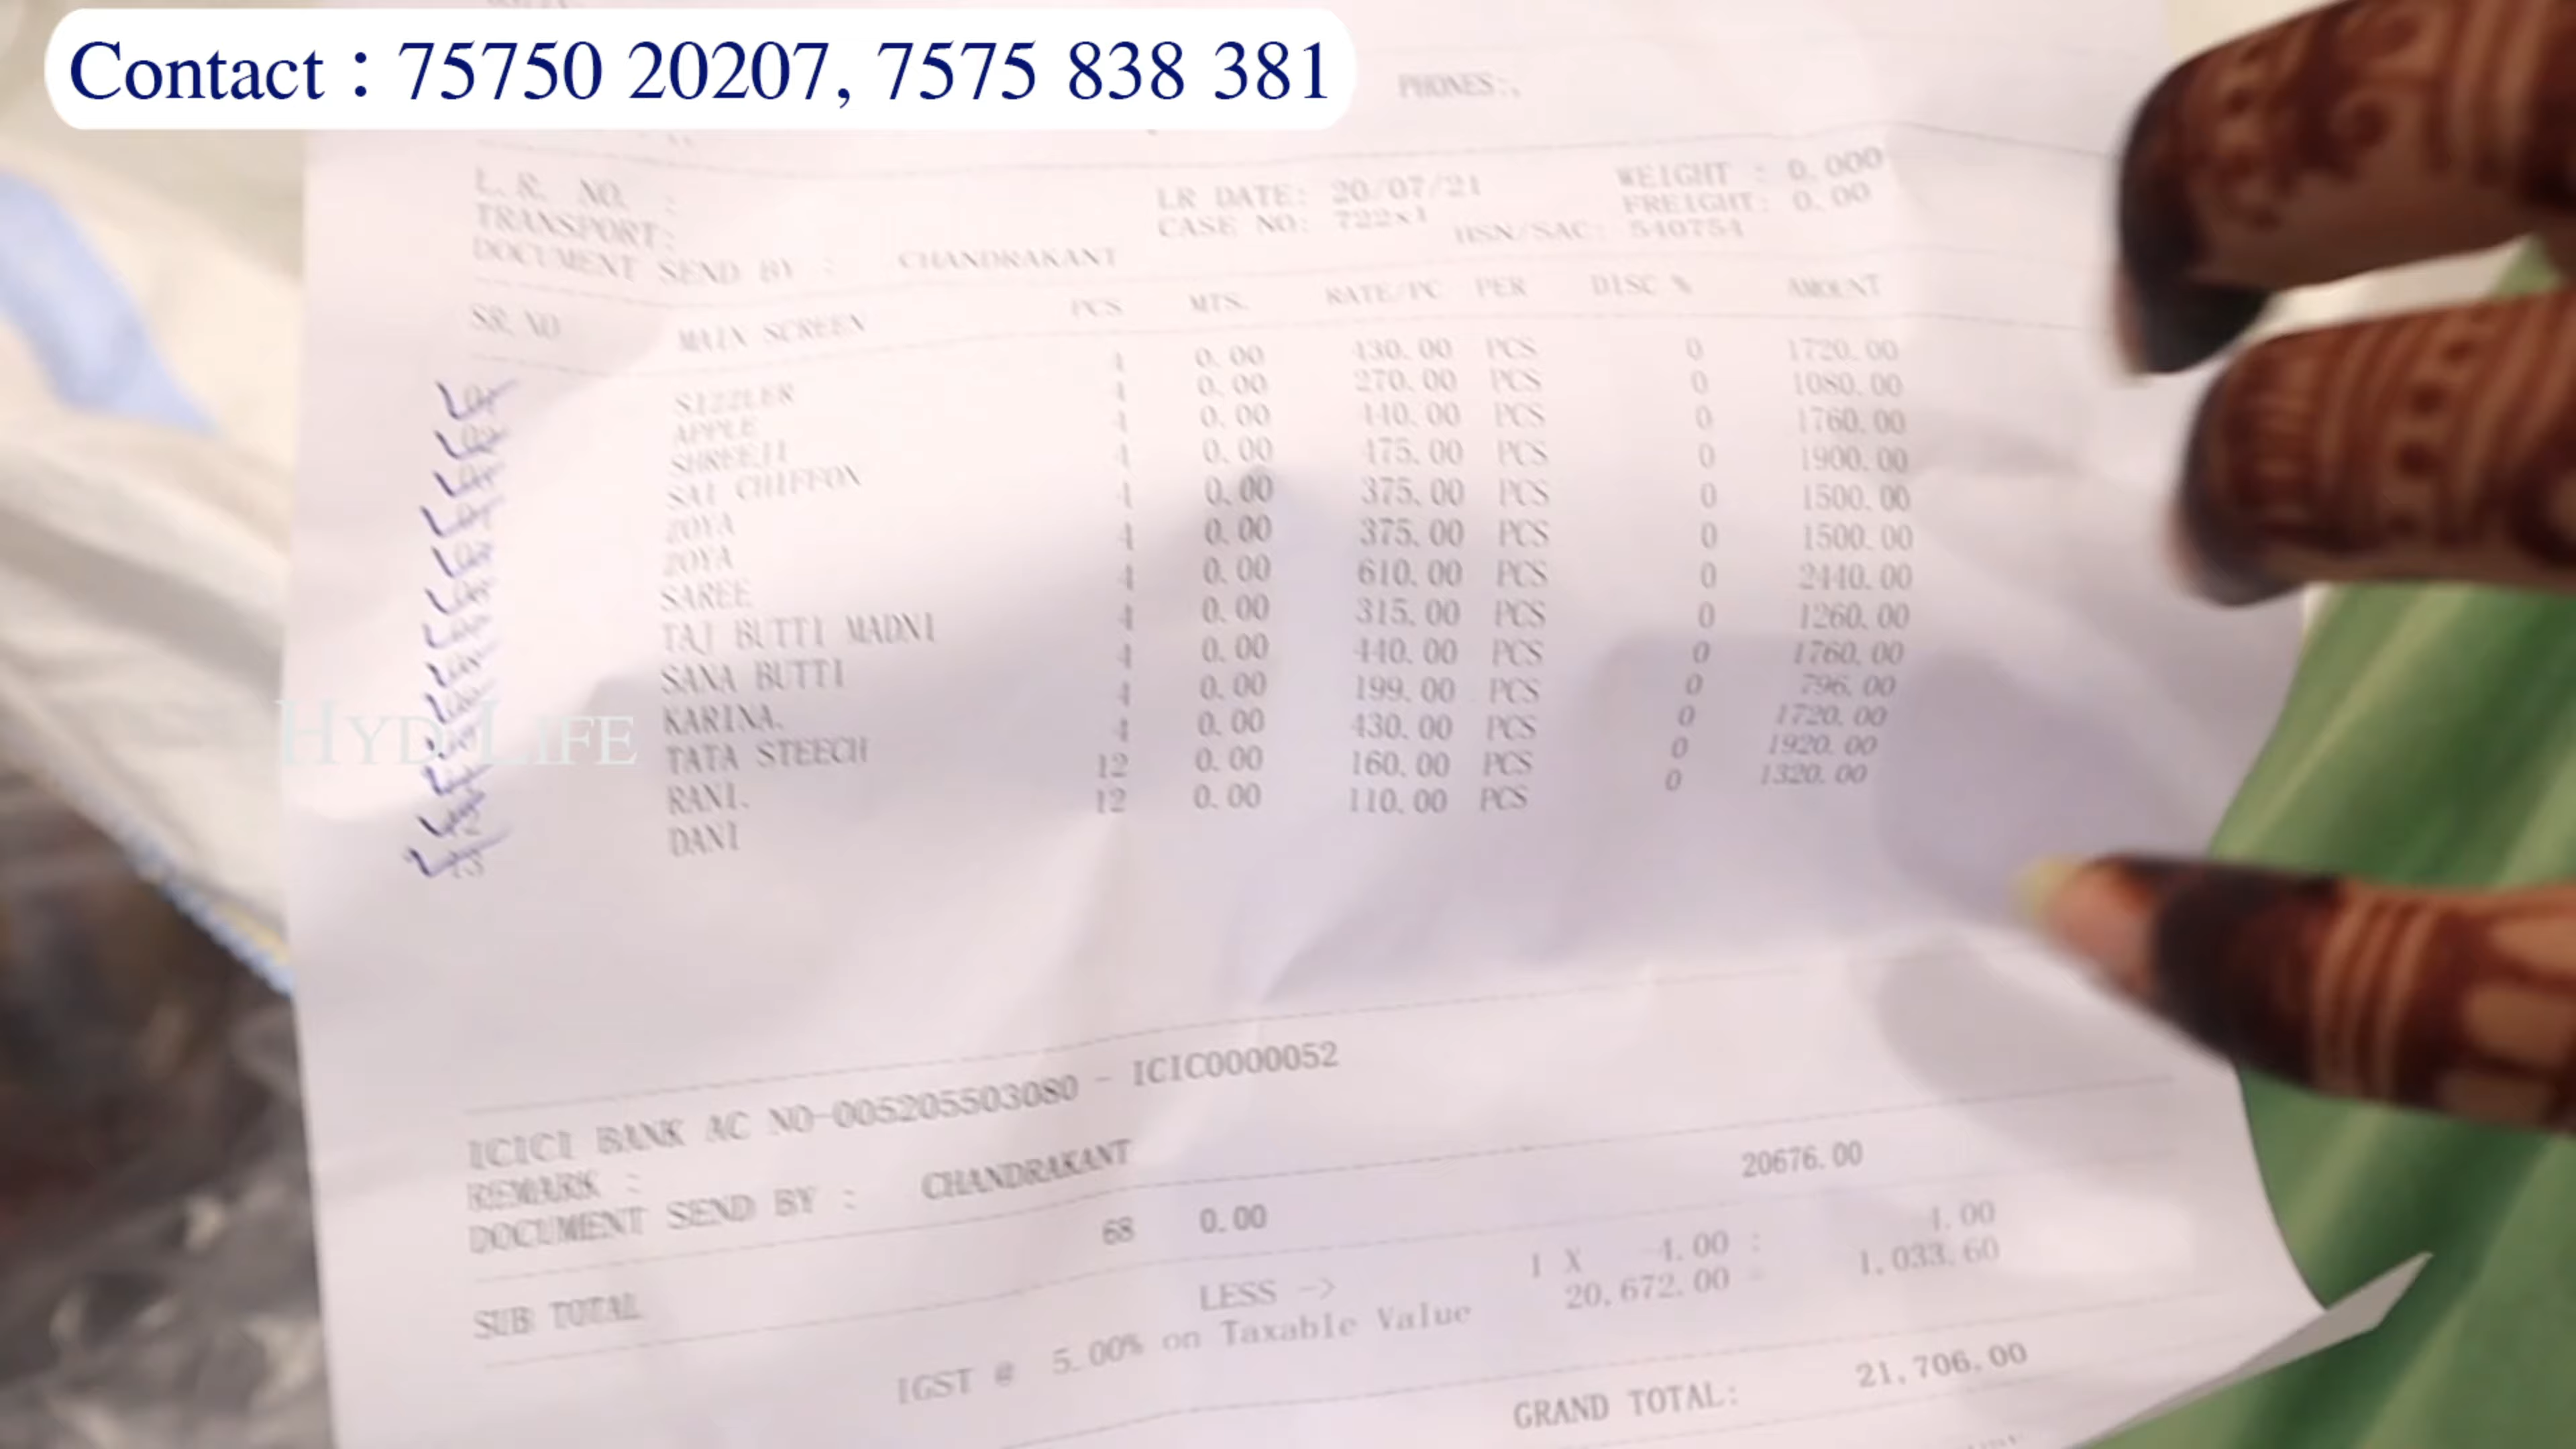 Contact : 75750 20207, 7575 838 381
PHONES:,
L.R. NO. :
LR DATE: 20/07/21
WEIGHT : 0.000
TRANSPORT:
CASE NO: 722x1
FREIGHT: 0.00
DOCUMENT SEND BY : CHANDRAKANT
HSN/SAC: 540754
SR. NO MAIN SCREEN PCS MTS. RATE/PC PER DISC % AMOUNT
SIZZLER 4 0.00 430.00 PCS 0 1720.00
APPLE 4 0.00 270.00 PCS 0 1080.00
SHREEJI 4 0.00 440.00 PCS 0 1760.00
SAI CHIFFON 4 0.00 475.00 PCS 0 1900.00
ZOYA 4 0.00 375.00 PCS 0 1500.00
ZOYA 4 0.00 375.00 PCS 0 1500.00
SAREE 4 0.00 610.00 PCS 0 2440.00
TAJ BUTTI MADNI 4 0.00 315.00 PCS 0 1260.00
SANA BUTTI 4 0.00 440.00 PCS 0 1760.00
KARINA. 4 0.00 199.00 PCS 0 796.00
TATA STEECH 4 0.00 430.00 PCS 0 1720.00
RANI. 12 0.00 160.00 PCS 0 1920.00
13 DANI 12 0.00 110.00 PCS 0 1320.00
HYD LIFE
ICICI BANK AC NO-005205503080 - ICIC0000052
REMARK :
DOCUMENT SEND BY : CHANDRAKANT
SUB TOTAL 68 0.00 20676.00
LESS -> 1 X 4.00 : 4.00
IGST @ 5.00% on Taxable Value 20,672.00 1,033.60
GRAND TOTAL: 21,706.00